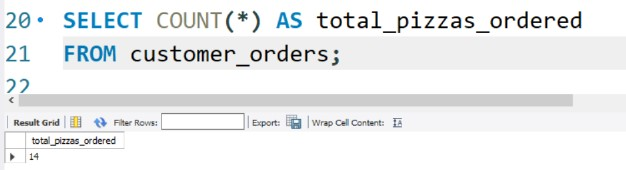 20 SELECT COUNT(*) AS total_pizzas_ordered
21 FROM customer_orders;
22
Result Grid Filter Rows: Export: Wrap Cell Content: IA
total_pizzas_ordered
14